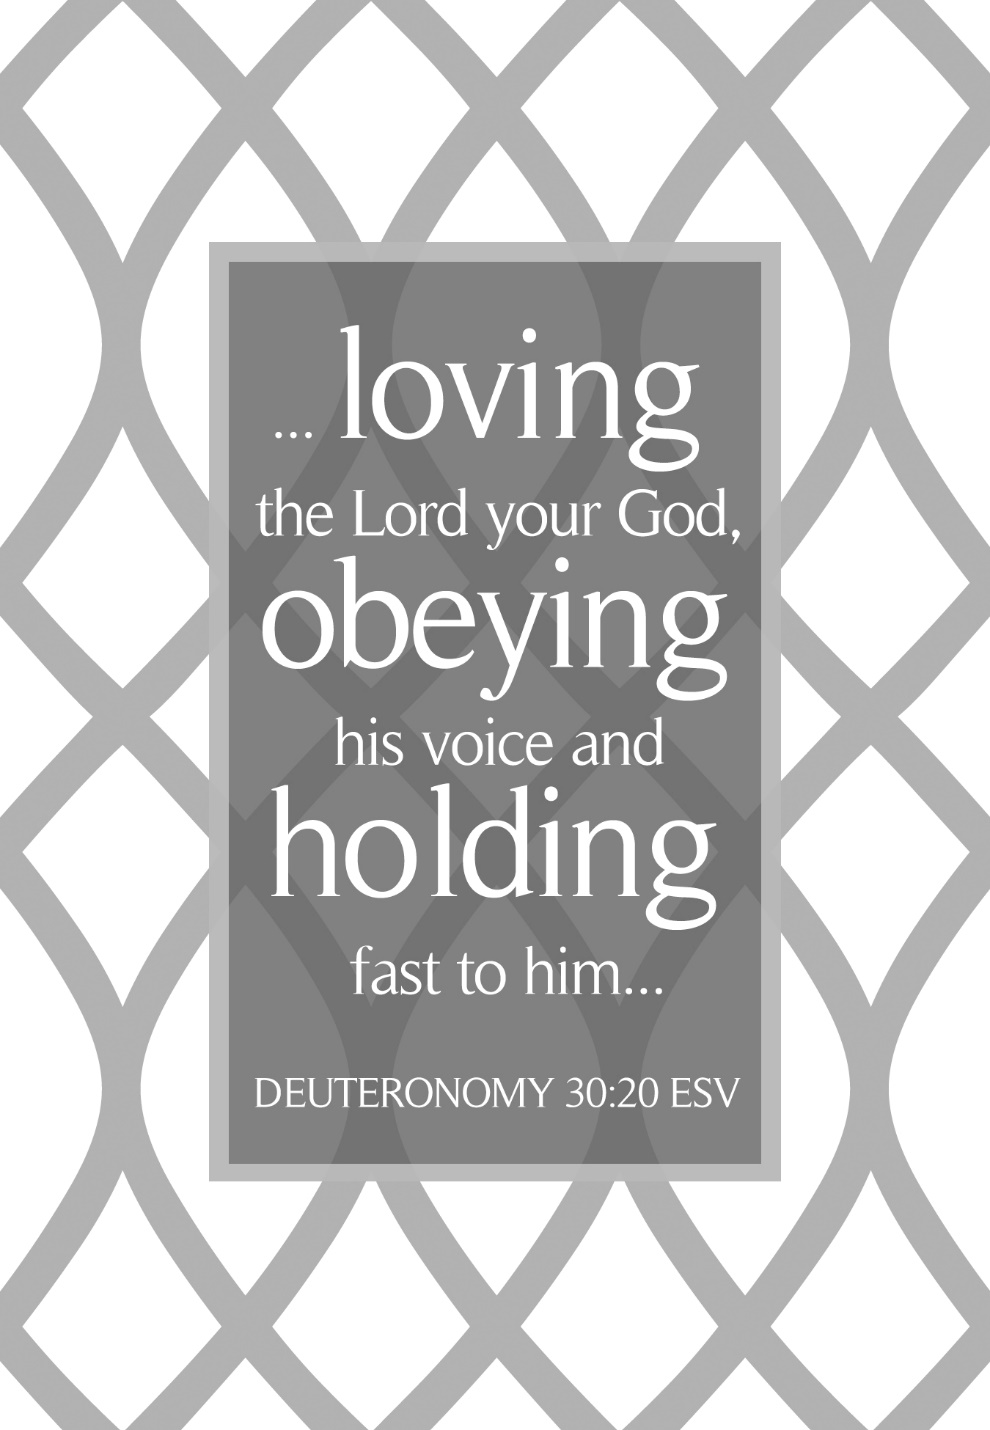 ... loving
the Lord your God,
obeying
his voice and
holding
fast to him...
DEUTERONOMY 30:20 ESV